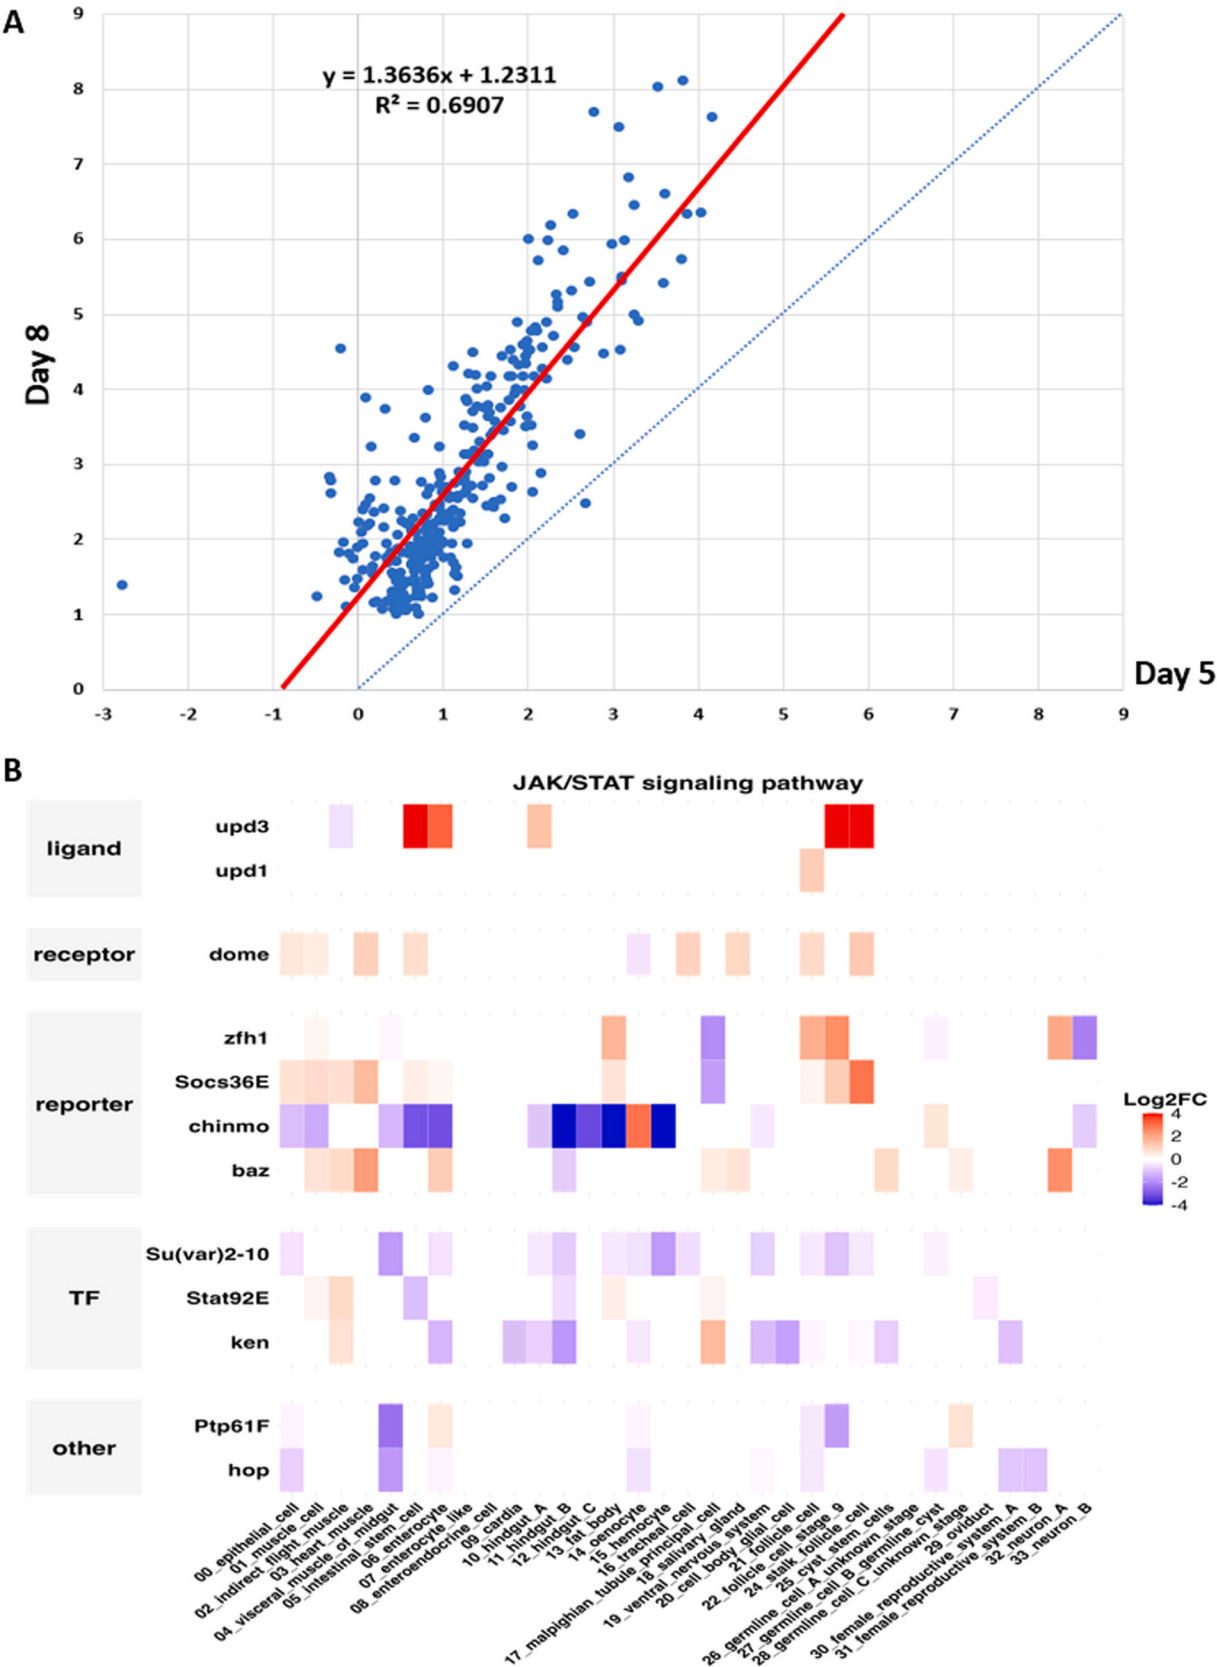 A
9
8
7
6
5
4
3
2
1
0
-3 -2 -1 0 1 2 3 4 5 6 7 8 9
y = 1.3636x + 1.2311
R² = 0.6907
Day 8
Day 5
B
JAK/STAT signaling pathway
ligand
upd3
upd1
receptor
dome
reporter
zfh1
Socs36E
chinmo
baz
TF
Su(var)2-10
Stat92E
ken
other
Ptp61F
hop
Log2FC
4
2
0
-2
-4
00_epithelial_cell
01_muscle_cell
02_indirect_flight_muscle
03_heart_muscle
04_visceral_muscle_of_midgut
05_intestinal_stem_cell
06_enterocyte
07_enterocyte_like
08_enteroendocrine_cell
09_cardia
10_hindgut_A
11_hindgut_B
12_hindgut_C
13_fat_body
14_oenocyte
15_hemocyte
16_tracheal_cell
17_malpighian_tubule_principal_cell
18_salivary_gland
19_ventral_nervous_system
20_cell_body_glial_cell
21_follicle_cell
22_follicle_cell_stage_9
24_stalk_follicle_cell
25_cyst_stem_cells
26_germline_cell_A_unknown_stage
27_germline_cell_B_germline_cyst
28_germline_cell_C_unknown_stage
29_oviduct
30_female_reproductive_system_A
31_female_reproductive_system_B
32_neuron_A
33_neuron_B